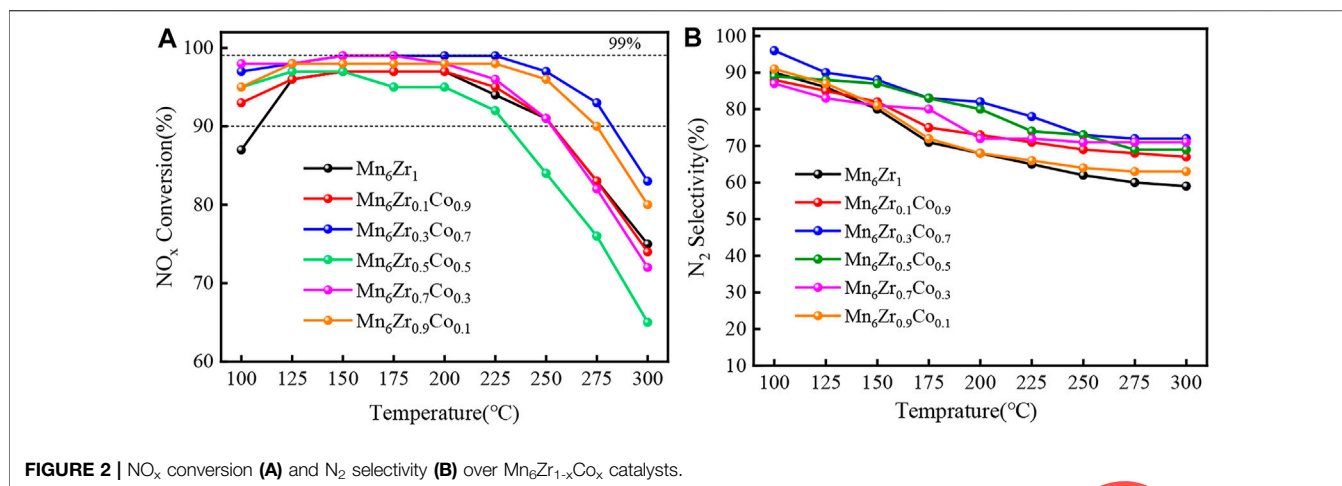 A
99%
100
90
80
70
60
NOₓ Conversion(%)
Mn₆Zr₁
Mn₆Zr₀.₁Co₀.₉
Mn₆Zr₀.₃Co₀.₇
Mn₆Zr₀.₅Co₀.₅
Mn₆Zr₀.₇Co₀.₃
Mn₆Zr₀.₉Co₀.₁
100 125 150 175 200 225 250 275 300
Temperature(°C)
B
100
90
80
70
60
50
40
30
20
10
N₂ Selectivity (%)
Mn₆Zr₁
Mn₆Zr₀.₁Co₀.₉
Mn₆Zr₀.₃Co₀.₇
Mn₆Zr₀.₅Co₀.₅
Mn₆Zr₀.₇Co₀.₃
Mn₆Zr₀.₉Co₀.₁
100 125 150 175 200 225 250 275 300
Temprature(°C)
FIGURE 2 | NOₓ conversion (A) and N₂ selectivity (B) over Mn₆Zr₁₋ₓCoₓ catalysts.